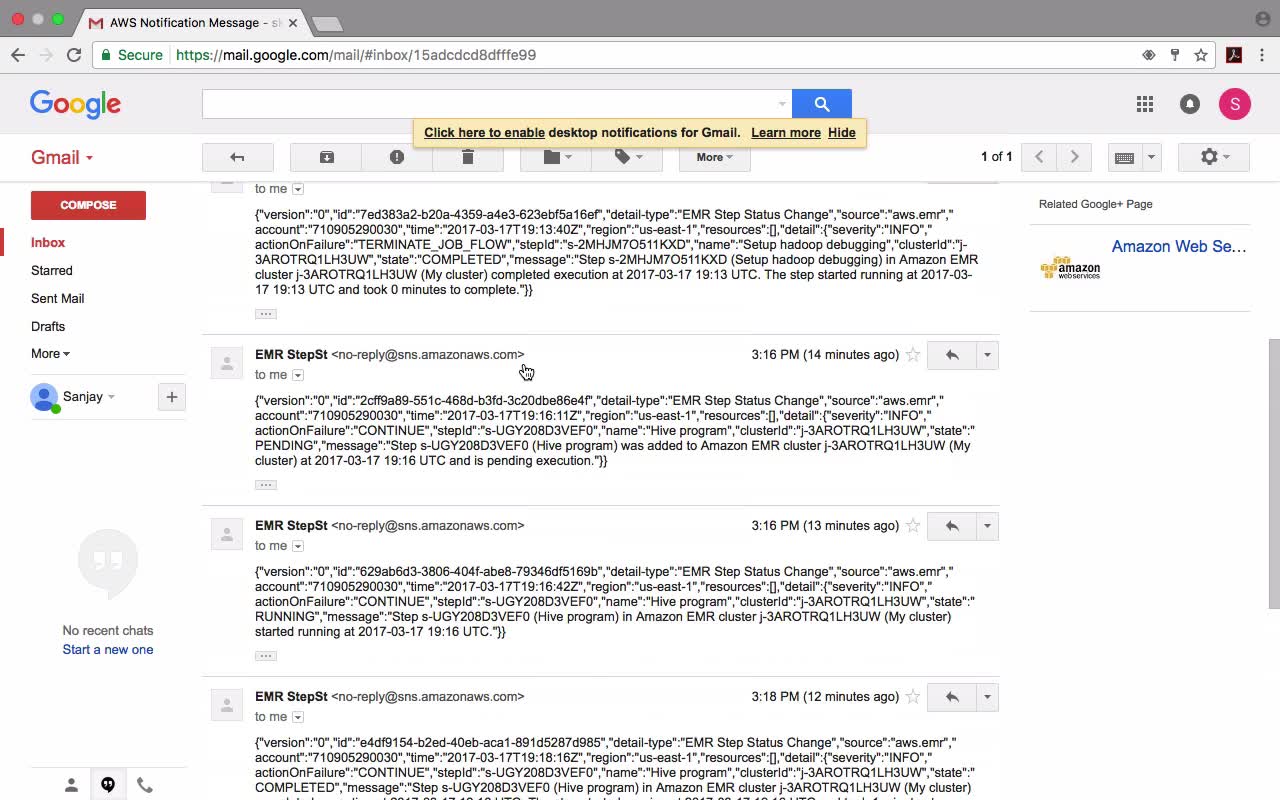 AWS Notification Message - s
Secure
https://mail.google.com/mail/#inbox/15adcdcd8dfffe99
Google
S
Click here to enable desktop notifications for Gmail. Learn more Hide
Gmail
More
1 of 1
COMPOSE
Inbox
Starred
Sent Mail
Drafts
More
Sanjay
No recent chats
Start a new one
to me
{"version":"0","id":"7ed383a2-b20a-4359-a4e3-623ebf5a16ef","detail-type":"EMR Step Status Change","source":"aws.emr","
account":"710905290030","time":"2017-03-17T19:13:40Z","region":"us-east-1","resources":[],"detail":{"severity":"INFO","
actionOnFailure":"TERMINATE_JOB_FLOW","stepId":"s-2MHJM7O511KXD","name":"Setup hadoop debugging","clusterId":"j-
3AROTRQ1LH3UW","state":"COMPLETED","message":"Step s-2MHJM7O511KXD (Setup hadoop debugging) in Amazon EMR
cluster j-3AROTRQ1LH3UW (My cluster) completed execution at 2017-03-17 19:13 UTC. The step started running at 2017-03-
17 19:13 UTC and took 0 minutes to complete."}}
EMR StepSt <no-reply@sns.amazonaws.com>
3:16 PM (14 minutes ago)
to me
{"version":"0","id":"2cff9a89-551c-468d-b3fd-3c20dbe86e4f","detail-type":"EMR Step Status Change","source":"aws.emr","
account":"710905290030","time":"2017-03-17T19:16:11Z","region":"us-east-1","resources":[],"detail":{"severity":"INFO","
actionOnFailure":"CONTINUE","stepId":"s-UGY208D3VEF0","name":"Hive program","clusterId":"j-3AROTRQ1LH3UW","state":"
PENDING","message":"Step s-UGY208D3VEF0 (Hive program) was added to Amazon EMR cluster j-3AROTRQ1LH3UW (My
cluster) at 2017-03-17 19:16 UTC and is pending execution."}}
EMR StepSt <no-reply@sns.amazonaws.com>
3:16 PM (13 minutes ago)
to me
{"version":"0","id":"629ab6d3-3806-404f-abe8-79346df5169b","detail-type":"EMR Step Status Change","source":"aws.emr","
account":"710905290030","time":"2017-03-17T19:16:42Z","region":"us-east-1","resources":[],"detail":{"severity":"INFO","
actionOnFailure":"CONTINUE","stepId":"s-UGY208D3VEF0","name":"Hive program","clusterId":"j-3AROTRQ1LH3UW","state":"
RUNNING","message":"Step s-UGY208D3VEF0 (Hive program) in Amazon EMR cluster j-3AROTRQ1LH3UW (My cluster)
started running at 2017-03-17 19:16 UTC."}}
EMR StepSt <no-reply@sns.amazonaws.com>
3:18 PM (12 minutes ago)
to me
{"version":"0","id":"e4df9154-b2ed-40eb-aca1-891d5287d985","detail-type":"EMR Step Status Change","source":"aws.emr","
account":"710905290030","time":"2017-03-17T19:18:16Z","region":"us-east-1","resources":[],"detail":{"severity":"INFO","
actionOnFailure":"CONTINUE","stepId":"s-UGY208D3VEF0","name":"Hive program","clusterId":"j-3AROTRQ1LH3UW","state":"
COMPLETED","message":"Step s-UGY208D3VEF0 (Hive program) in Amazon EMR cluster j-3AROTRQ1LH3UW (My cluster)
Related Google+ Page
Amazon Web Se...
amazon
webservices